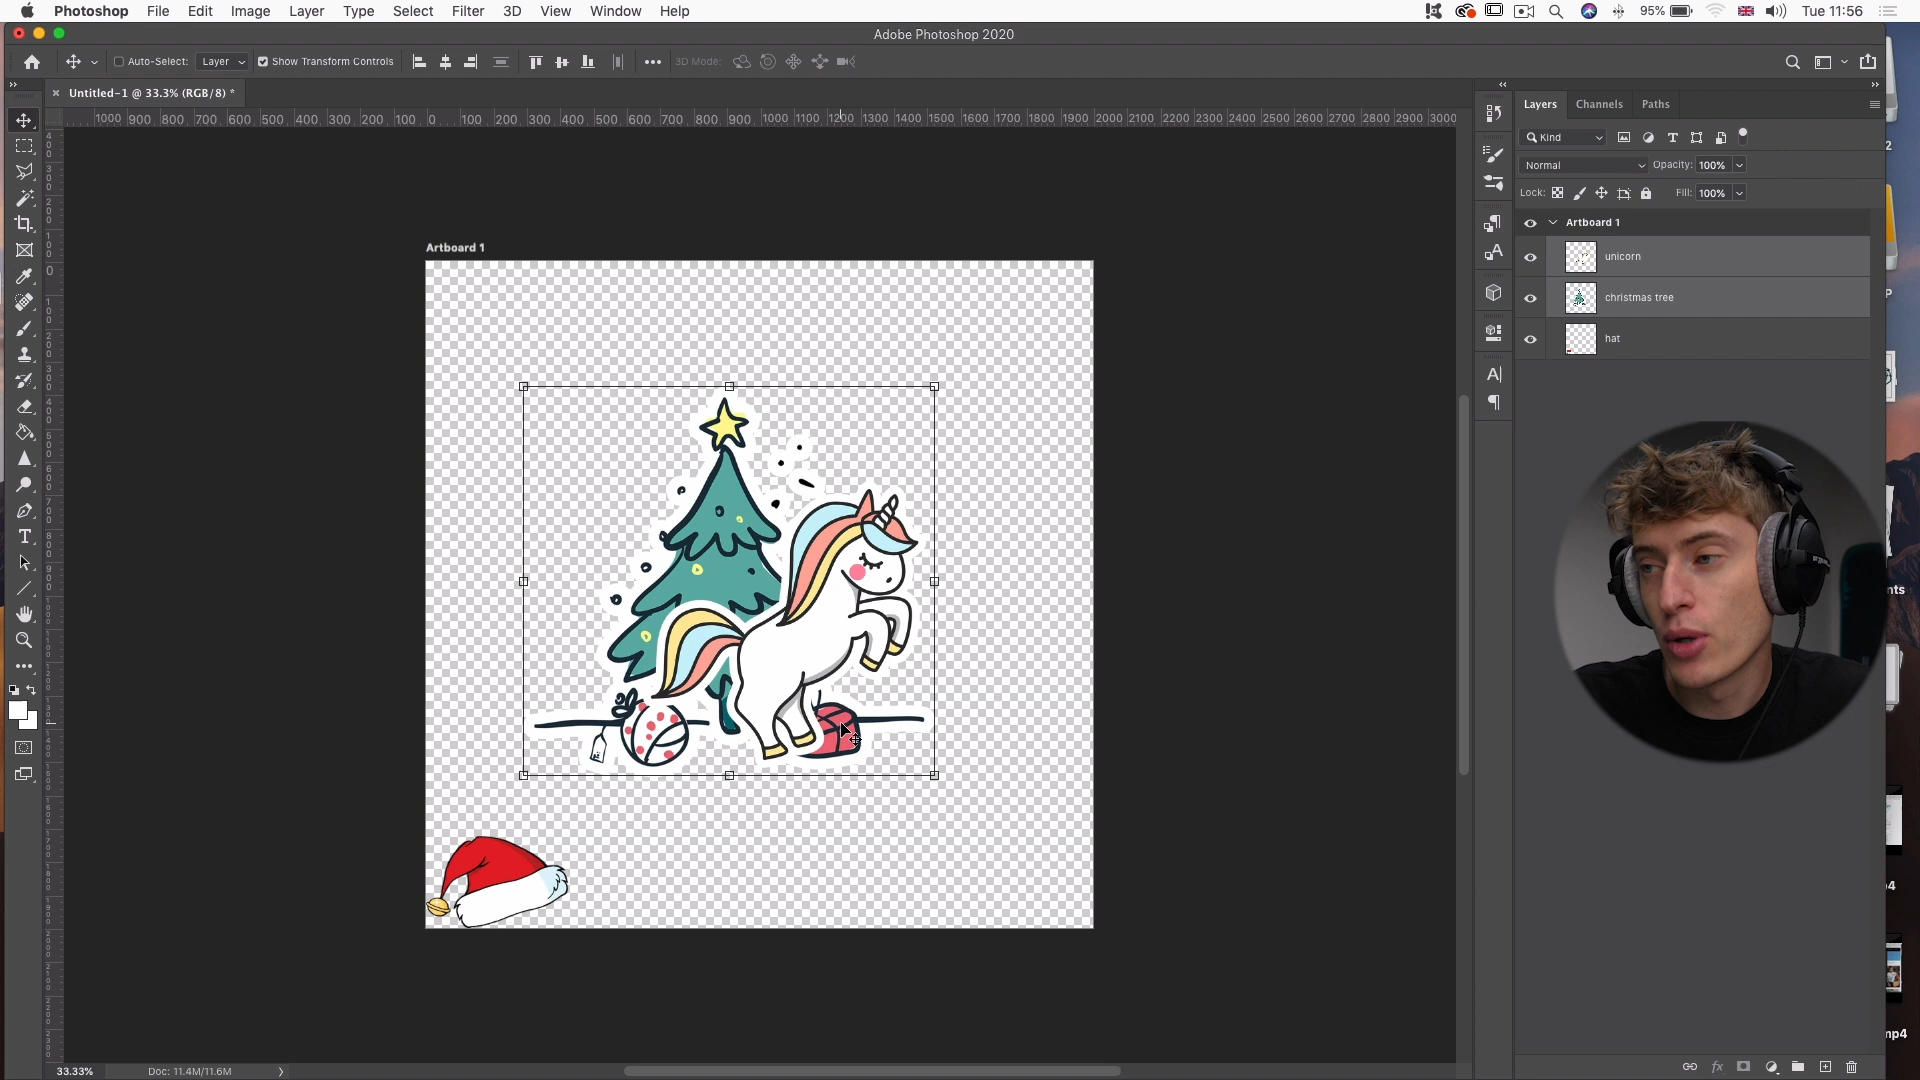 Photoshop File Edit Image Layer Type Select Filter 3D View Window Help
95% Tue 11:56
Adobe Photoshop 2020
Auto-Select: Layer Show Transform Controls 3D Mode:
× Untitled-1 @ 33.3% (RGB/8) *
1000 900 800 700 600 500 400 300 200 100 0 100 200 300 400 500 600 700 800 900 1000 1100 1200 1300 1400 1500 1600 1700 1800 1900 2000 2100 2200 2300 2400 2500 2600 2700 2800 2900 3000
Layers Channels Paths
Kind
Normal Opacity: 100%
Lock: Fill: 100%
Artboard 1
unicorn
christmas tree
hat
Artboard 1
2
P
nts
4
mp4
33.33% Doc: 11.4M/11.6M